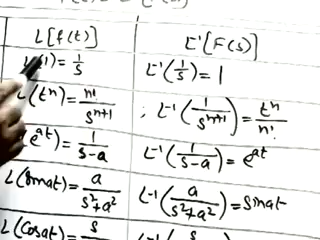 L[f(t)] L⁻¹[F(s)]
(1) = 1/s L⁻¹(1/s) = 1
L(tⁿ) = n!/sⁿ⁺¹ ; L⁻¹(1/sⁿ⁺¹) = tⁿ/n!
(eᵃᵗ) = 1/(s-a) L⁻¹(1/(s-a)) = eᵃᵗ
L(sinat) = a/(s²+a²) L⁻¹(a/(s²+a²)) = sinat
L(cosat) = s